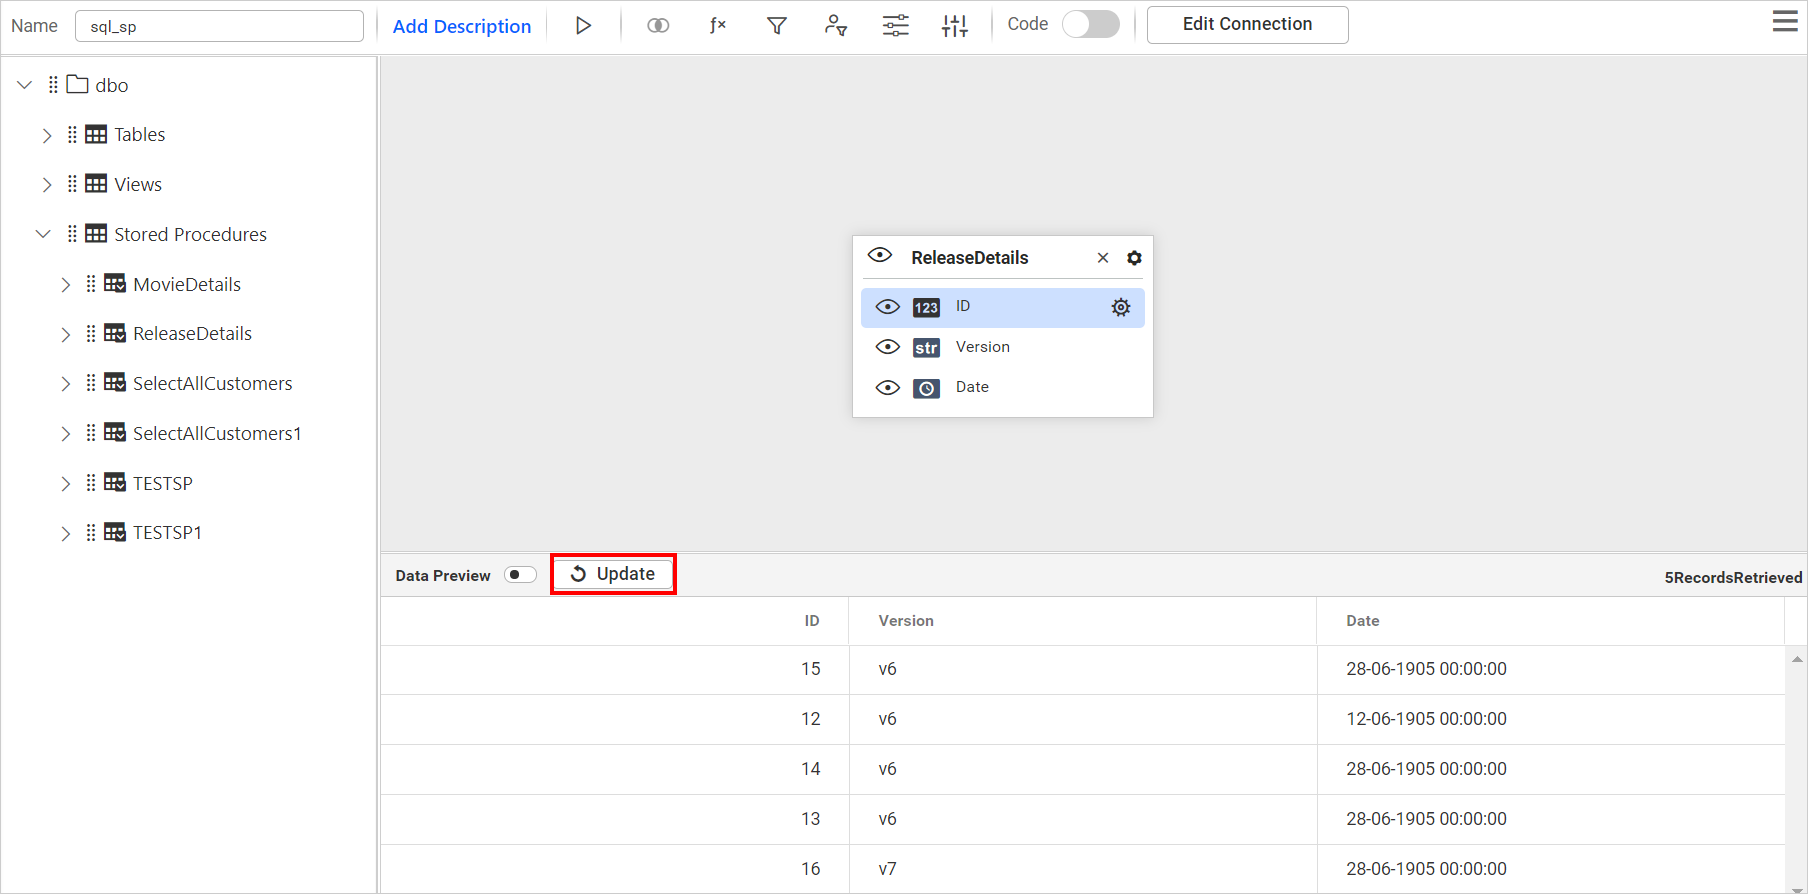 Name sql_sp Add Description ƒx Code Edit Connection
dbo
Tables
Views
Stored Procedures
MovieDetails
ReleaseDetails
SelectAllCustomers
SelectAllCustomers1
TESTSP
TESTSP1
ReleaseDetails
123 ID
str Version
Date
Data Preview Update 5RecordsRetrieved
ID Version Date
15 v6 28-06-1905 00:00:00
12 v6 12-06-1905 00:00:00
14 v6 28-06-1905 00:00:00
13 v6 28-06-1905 00:00:00
16 v7 28-06-1905 00:00:00